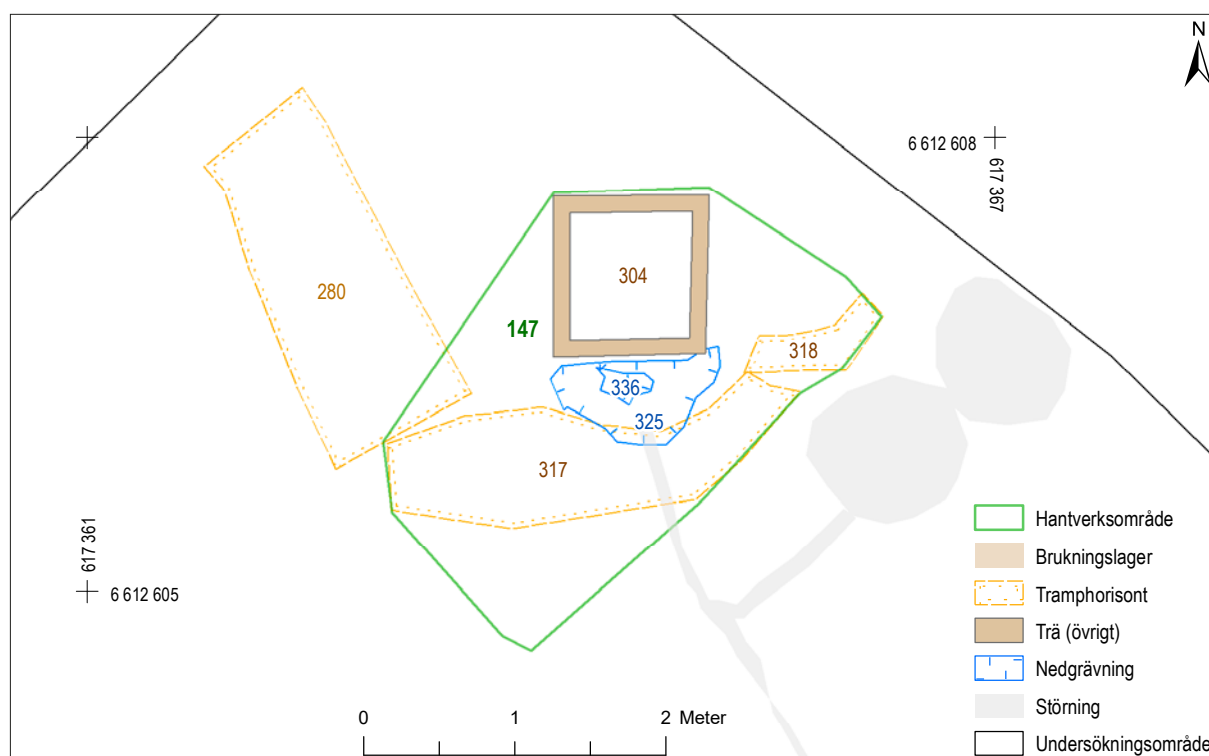 N
6 612 608
617 367
304
280
147
318
336
325
317
617 361
6 612 605
Hantverksområde
Brukningslager
Tramphorisont
Trä (övrigt)
Nedgrävning
Störning
Undersökningsområde
0 1 2 Meter